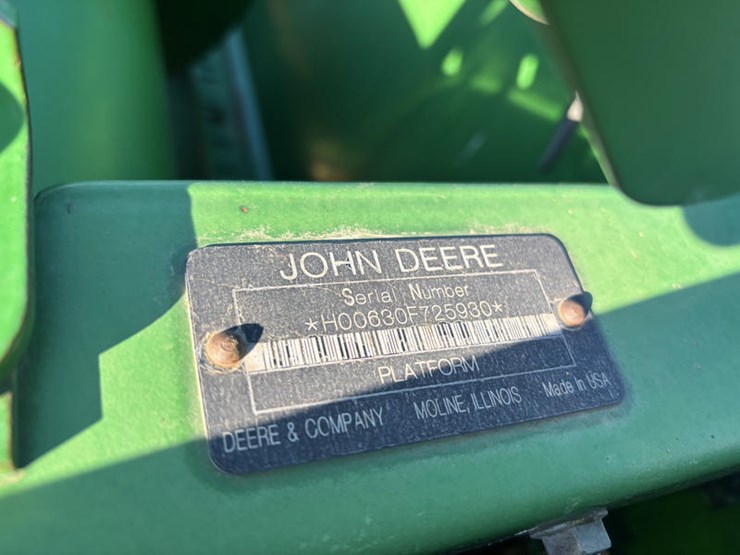 JOHN DEERE
Serial Number
*H00630F725930*
PLATFORM
DEERE & COMPANY MOLINE, ILLINOIS Made In USA